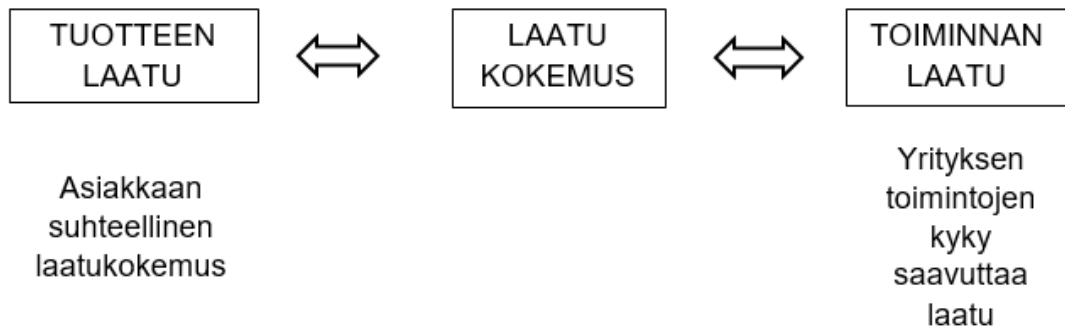 TUOTTEEN
LAATU
LAATU
KOKEMUS
TOIMINNAN
LAATU
Asiakkaan
suhteellinen
laatukokemus
Yrityksen
toimintojen
kyky
saavuttaa
laatu